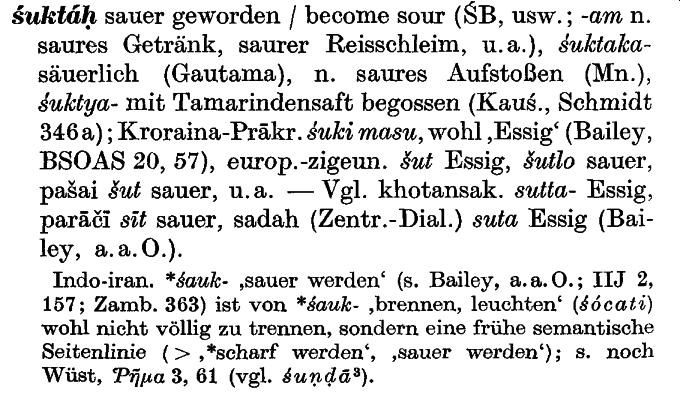 śuktáḥ sauer geworden / become sour (ŚB, usw.; -am n.
saures Getränk, saurer Reisschleim, u.a.), śuktaka-
säuerlich (Gautama), n. saures Aufstoßen (Mn.),
śuktya- mit Tamarindensaft begossen (Kauś., Schmidt
346a); Kroraina-Prākr. śuki masu, wohl ‚Essig‘ (Bailey,
BSOAS 20, 57), europ.-zigeun. šut Essig, šutlo sauer,
pašai šut sauer, u.a. — Vgl. khotansak. sutta- Essig,
parāčī sīt sauer, sadah (Zentr.-Dial.) suta Essig (Bai-
ley, a.a.O.).
Indo-iran. *śauk- ‚sauer werden‘ (s. Bailey, a.a.O.; IIJ 2,
157; Zamb. 363) ist von *śauk- ‚brennen, leuchten‘ (śócati)
wohl nicht völlig zu trennen, sondern eine frühe semantische
Seitenlinie (> ‚*scharf werden‘, ‚sauer werden‘); s. noch
Wüst, Ῥῆμα 3, 61 (vgl. śuṇḍā³).